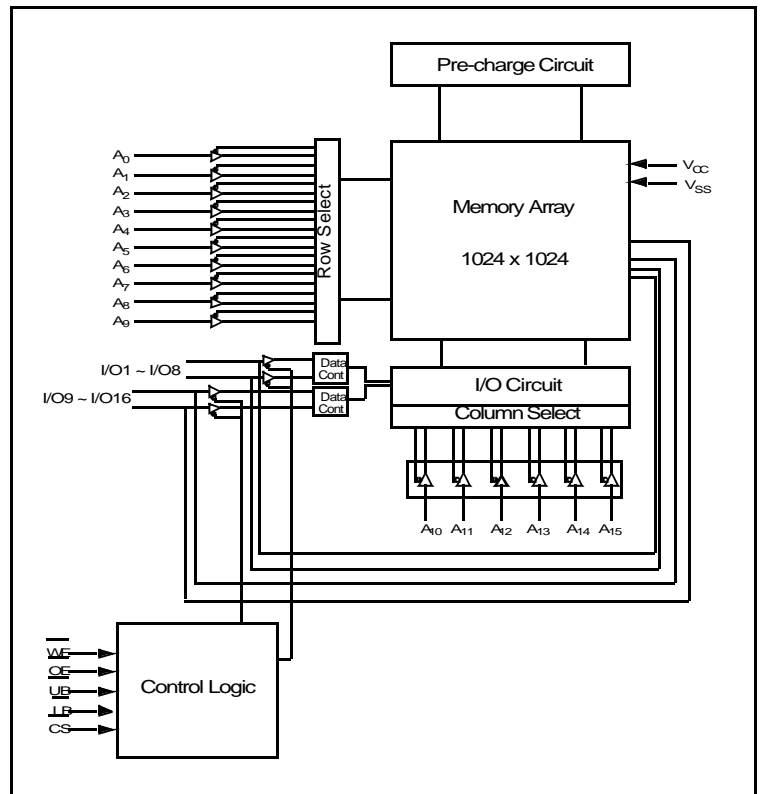 Pre-charge Circuit
A0
A1
A2
A3
A4
A5
A6
A7
A8
A9
Row Select
Memory Array
1024 x 1024
VCC
VSS
I/O1 ~ I/O8
I/O9 ~ I/O16
Data
Cont
Data
Cont
I/O Circuit
Column Select
A10 A11 A12 A13 A14 A15
WE
OE
UB
LB
CS
Control Logic